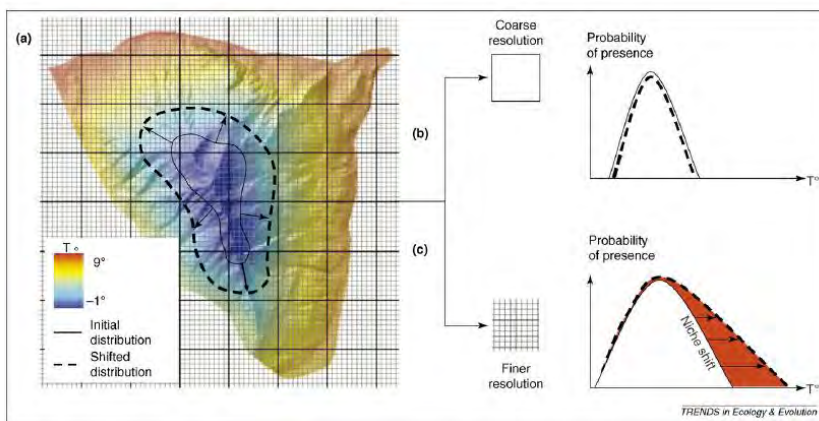 (a)
T °
9°
−1°
Initial
distribution
Shifted
distribution
(b)
Coarse
resolution
Probability
of presence
T°
(c)
Finer
resolution
Probability
of presence
Niche shift
T°
TRENDS in Ecology & Evolution